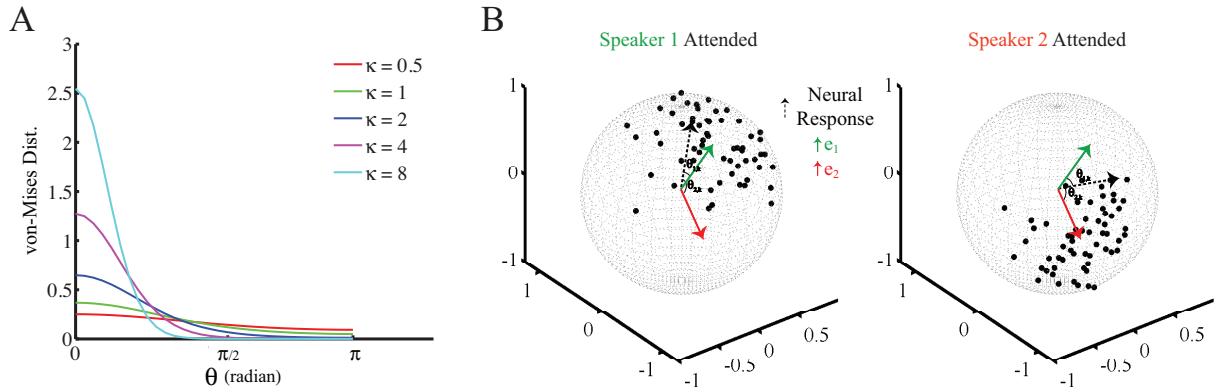 A
3
2.5
2
1.5
1
0.5
0
von-Mises Dist.
0
π/2
π
θ (radian)
κ = 0.5
κ = 1
κ = 2
κ = 4
κ = 8
B
Speaker 1 Attended
1
0
-1
1
0
-1
-1
-0.5
0
0.5
Neural
Response
e₁
e₂
Speaker 2 Attended
1
0
-1
1
0
-1
-1
-0.5
0
0.5